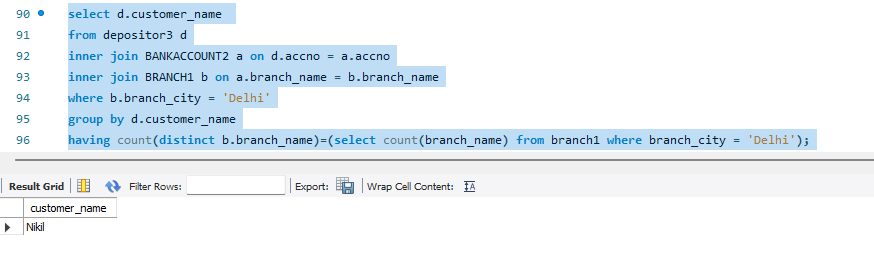 90 select d.customer_name
91 from depositor3 d
92 inner join BANKACCOUNT2 a on d.accno = a.accno
93 inner join BRANCH1 b on a.branch_name = b.branch_name
94 where b.branch_city = 'Delhi'
95 group by d.customer_name
96 having count(distinct b.branch_name)=(select count(branch_name) from branch1 where branch_city = 'Delhi');
Result Grid Filter Rows: Export: Wrap Cell Content: IA
customer_name
Nikil